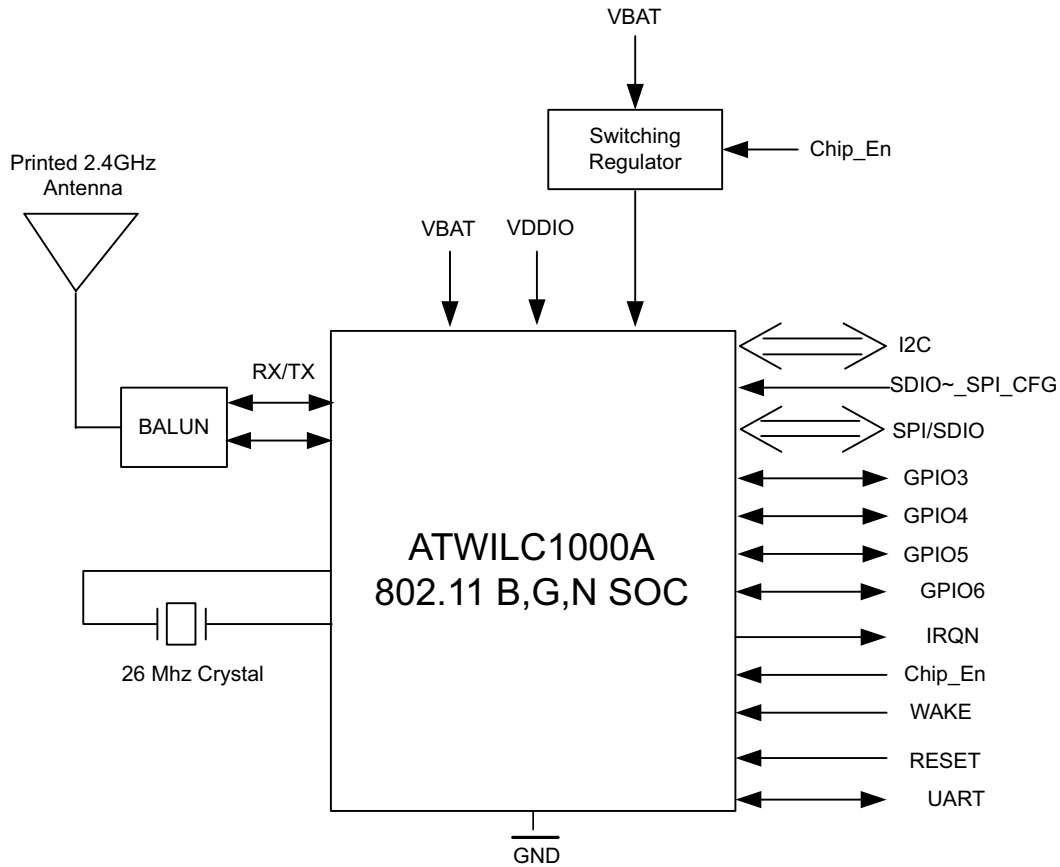 VBAT
Switching
Regulator
Chip_En
Printed 2.4GHz
Antenna
VBAT
VDDIO
RX/TX
BALUN
26 Mhz Crystal
ATWILC1000A
802.11 B,G,N SOC
I2C
SDIO~_SPI_CFG
SPI/SDIO
GPIO3
GPIO4
GPIO5
GPIO6
IRQN
Chip_En
WAKE
RESET
UART
GND